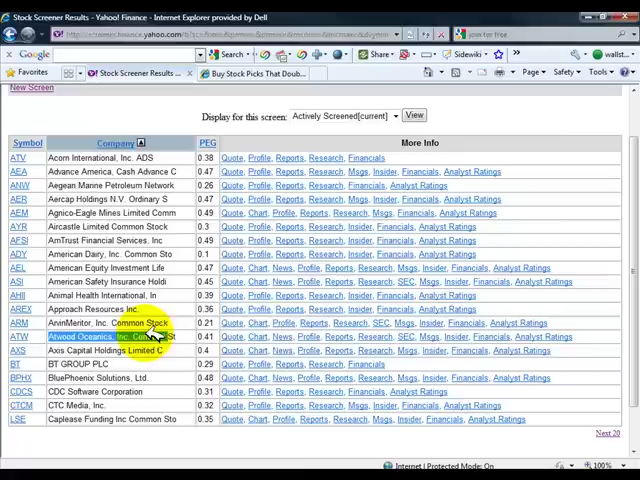 Stock Screener Results - Yahoo! Finance - Internet Explorer provided by Dell
join for free
Google Search Sidewiki wallst
Favorites Stock Screener Results ... Buy Stock Picks That Doub... Page Safety Tools
New Screen
Display for this screen: Actively Screened[current] View
Symbol Company PEG More Info
ATV Acorn International, Inc. ADS 0.38 Quote, Profile, Reports, Research, Financials
AEA Advance America, Cash Advance C 0.47 Quote, Profile, Reports, Research, Msgs, Insider, Financials, Analyst Ratings
ANW Aegean Marine Petroleum Network 0.26 Quote, Profile, Reports, Research, Financials, Analyst Ratings
AER Aercap Holdings N.V. Ordinary S 0.47 Quote, Profile, Reports, Research, Msgs, Financials, Analyst Ratings
AEM Agnico-Eagle Mines Limited Comm 0.49 Quote, Chart, Profile, Reports, Research, Msgs, Financials, Analyst Ratings
AYR Aircastle Limited Common Stock 0.3 Quote, Profile, Reports, Research, Insider, Financials, Analyst Ratings
AFSI AmTrust Financial Services. Inc 0.49 Quote, Profile, Reports, Research, Insider, Financials, Analyst Ratings
ADY American Dairy, Inc. Common Sto 0.1 Quote, Profile, Reports, Research, Insider, Financials, Analyst Ratings
AEL American Equity Investment Life 0.47 Quote, Chart, News, Profile, Reports, Research, Msgs, Insider, Financials, Analyst Ratings
ASI American Safety Insurance Holdi 0.45 Quote, Chart, News, Profile, Reports, Research, SEC, Msgs, Insider, Financials
AHII Animal Health International, In 0.39 Quote, Profile, Reports, Research, Msgs, Insider, Financials, Analyst Ratings
AREX Approach Resources Inc. 0.36 Quote, Profile, Reports, Research, Insider, Financials, Analyst Ratings
ARM ArvinMeritor, Inc. Common Stock 0.21 Quote, Chart, Profile, Reports, Research, SEC, Msgs, Insider, Financials, Analyst Ratings
ATW Atwood Oceanics, Inc. Common St 0.41 Quote, Chart, News, Profile, Reports, Research, SEC, Msgs, Insider, Financials, Analyst Ratings
AXS Axis Capital Holdings Limited C 0.4 Quote, Chart, News, Profile, Reports, Research, Msgs, Insider, Financials, Analyst Ratings
BT BT GROUP PLC 0.29 Quote, Chart, News, Profile, Research, Financials
BPHX BluePhoenix Solutions, Ltd. 0.48 Quote, Chart, News, Profile, Reports, Research, Msgs, Financials, Analyst Ratings
CDCS CDC Software Corporation 0.31 Quote, Profile, Reports, Research, Financials, Analyst Ratings
CTCM CTC Media, Inc. 0.32 Quote, Profile, Reports, Research, Msgs, Insider, Financials, Analyst Ratings
LSE Caplease Funding Inc Common Sto 0.35 Quote, Chart, Profile, Reports, Research, Msgs, Insider, Financials, Analyst Ratings
Next 20
Internet | Protected Mode: On 100%